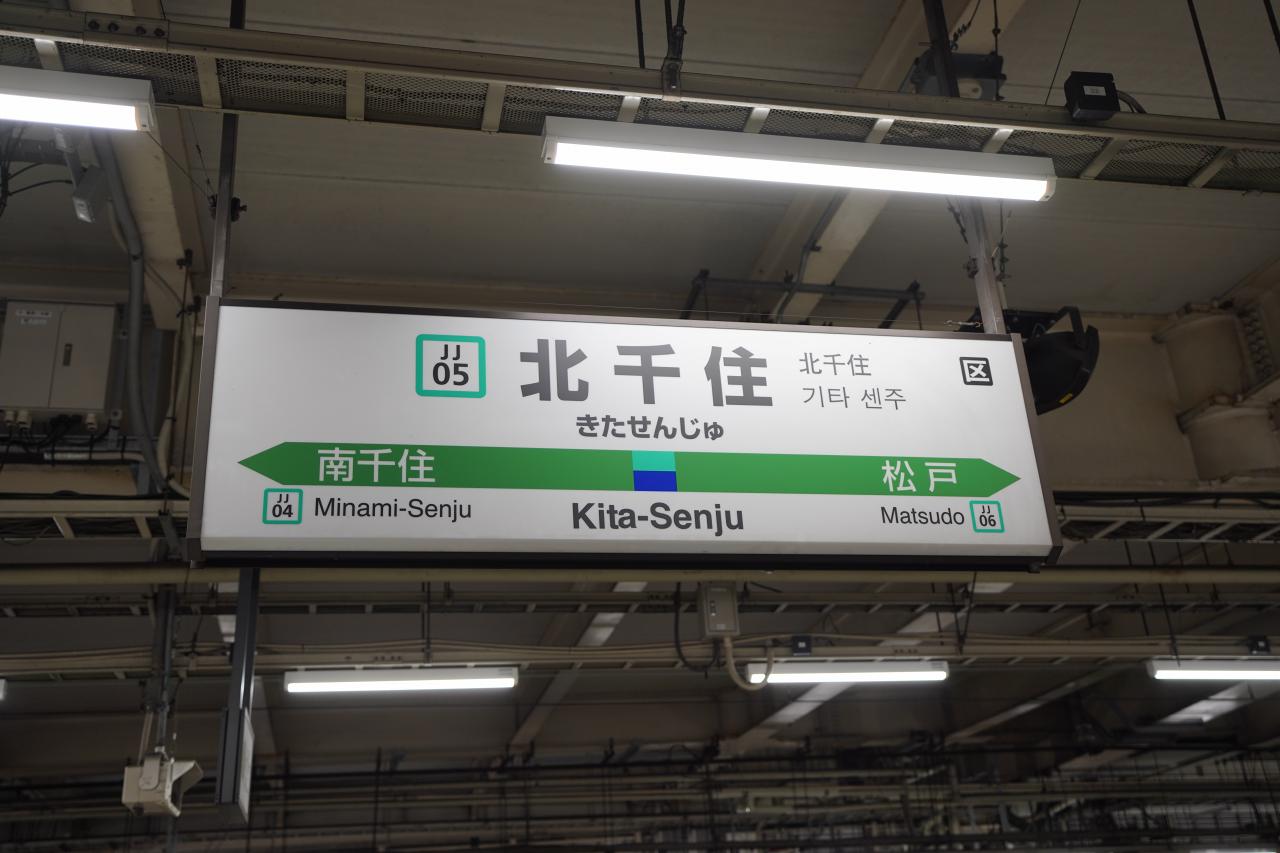 JJ
05
北千住
北千住
기타 센주
区
きたせんじゅ
南千住
松戸
JJ
04
Minami-Senju
Kita-Senju
Matsudo
JJ
06